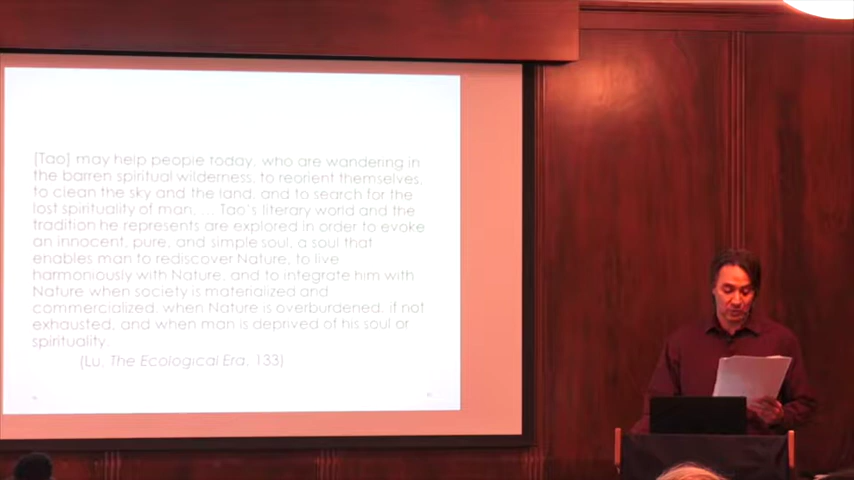 [Tao] may help people today, who are wandering in
the barren spiritual wilderness, to reorient themselves,
to clean the sky and the land, and to search for the
lost spirituality of man. ... Tao's literary world and the
tradition he represents are explored in order to evoke
an innocent, pure, and simple soul, a soul that
enables man to rediscover Nature, to live
harmoniously with Nature, and to integrate him with
Nature when society is materialized and
commercialized, when Nature is overburdened, if not
exhausted, and when man is deprived of his soul or
spirituality.
(Lu, The Ecological Era, 133)